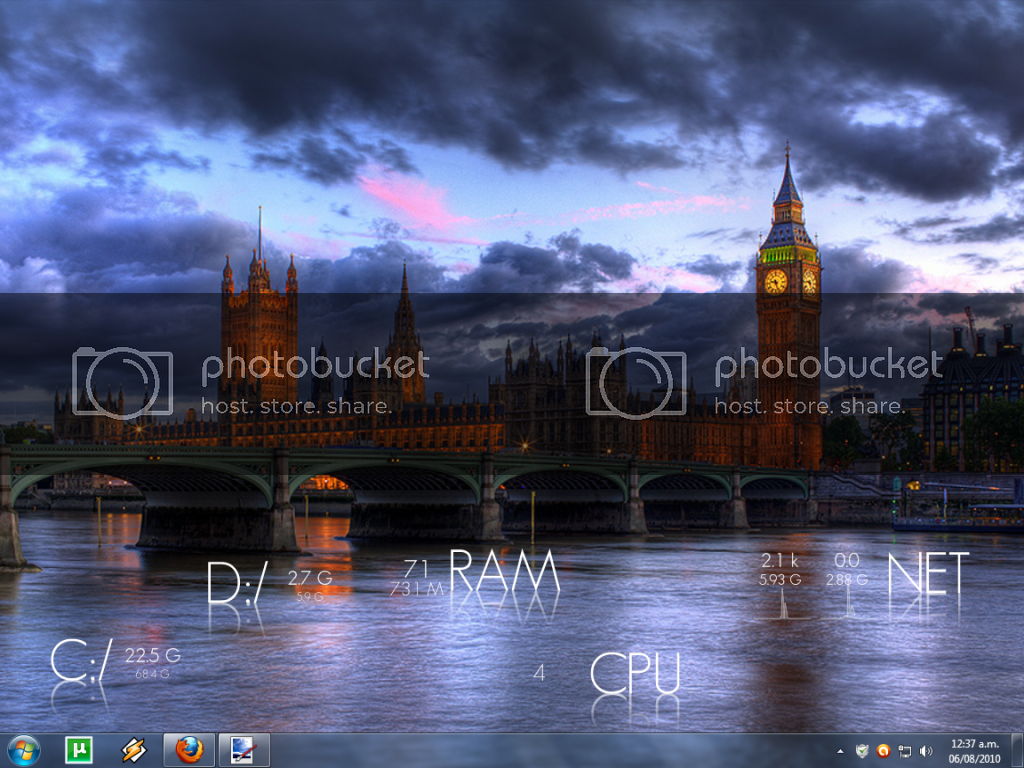 photobucket
host. store. share.
photobucket
host. store. share.
D:/
2.7 G
59 G
71
731 M
RAM
2.1 k
5.93 G
0.0
2.88 G
NET
C:/
22.5 G
68.4 G
4
CPU
µ
12:37 a.m.
06/08/2010